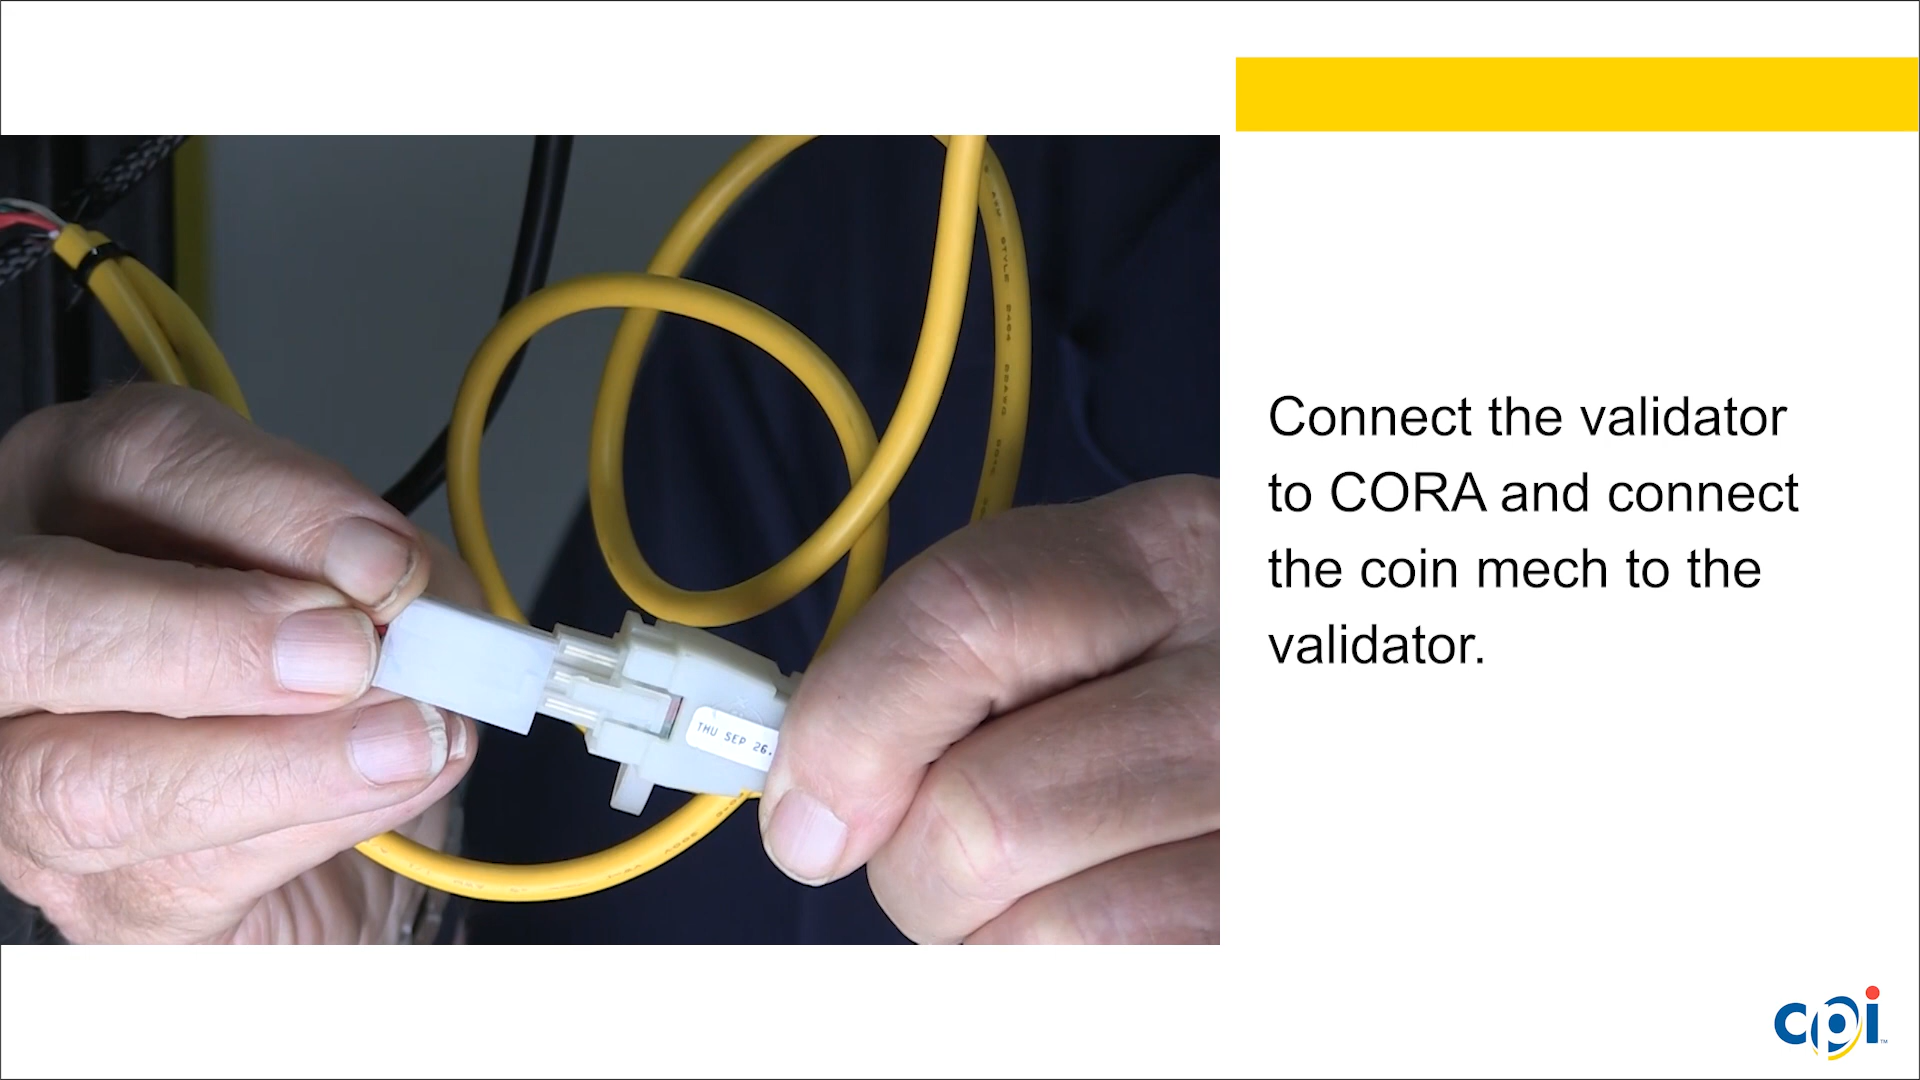 Connect the validator
to CORA and connect
the coin mech to the
validator.
THU SEP 26.
cpi